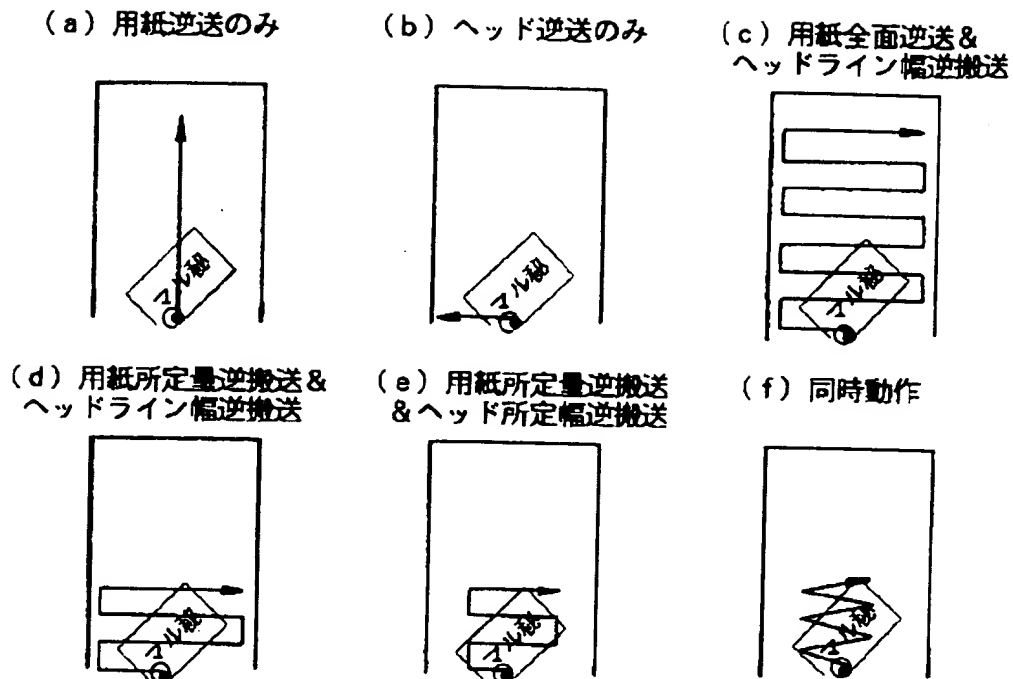 (a) 用紙逆送のみ
(b) ヘッド逆送のみ
(c) 用紙全面逆送&
ヘッドライン幅逆搬送
マル秘
マル秘
マル秘
(d) 用紙所定量逆搬送&
ヘッドライン幅逆搬送
(e) 用紙所定量逆搬送
&ヘッド所定幅逆搬送
(f) 同時動作
マル秘
マル秘
マル秘